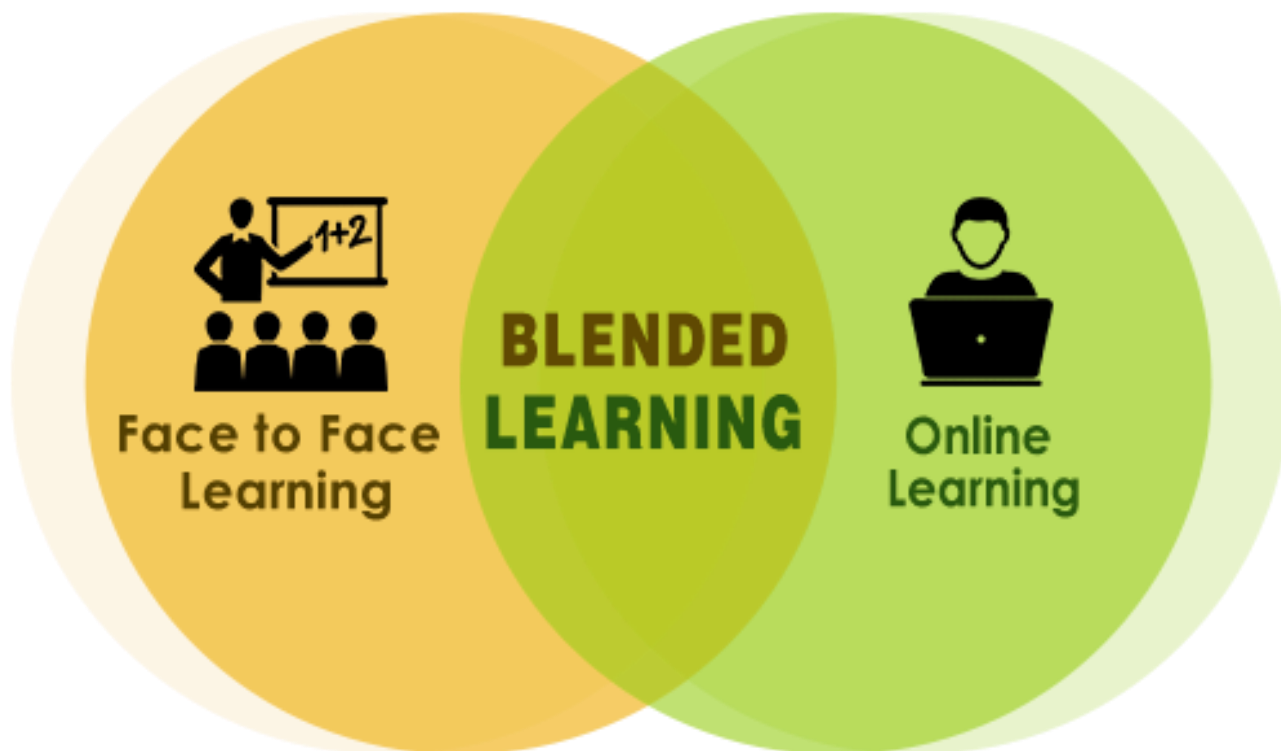 1+2
Face to Face
Learning
BLENDED
LEARNING
Online
Learning